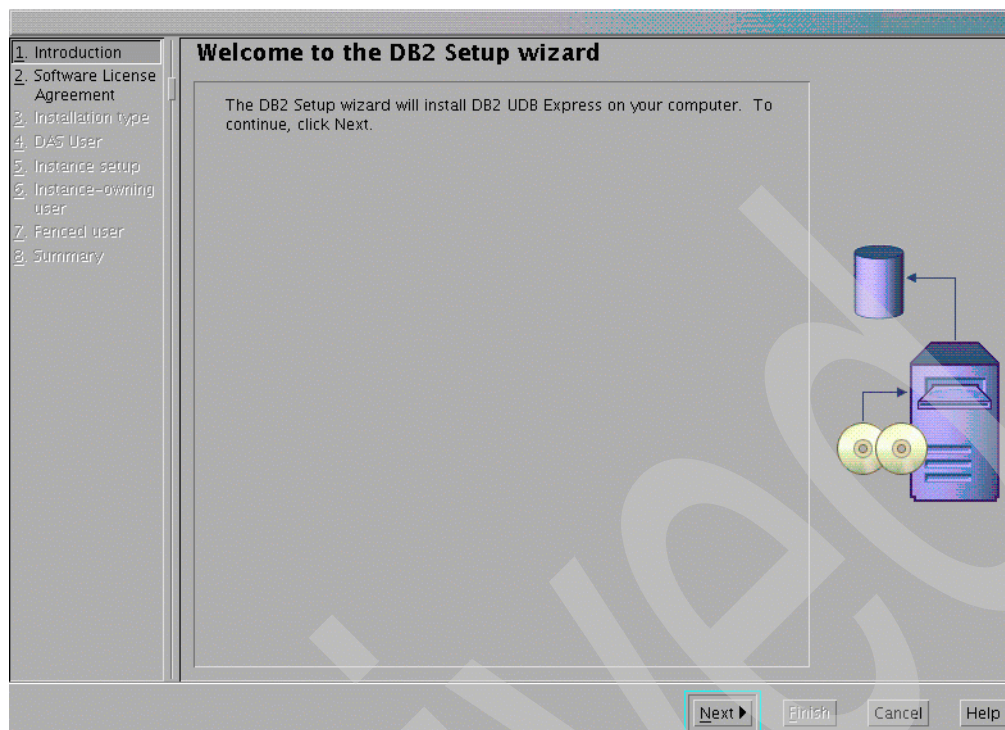 1. Introduction
2. Software License
Agreement
3. Installation type
4. DAS User
5. Instance setup
6. Instance-owning
user
7. Fenced user
8. Summary
Welcome to the DB2 Setup wizard
The DB2 Setup wizard will install DB2 UDB Express on your computer. To
continue, click Next.
Next
Finish
Cancel
Help